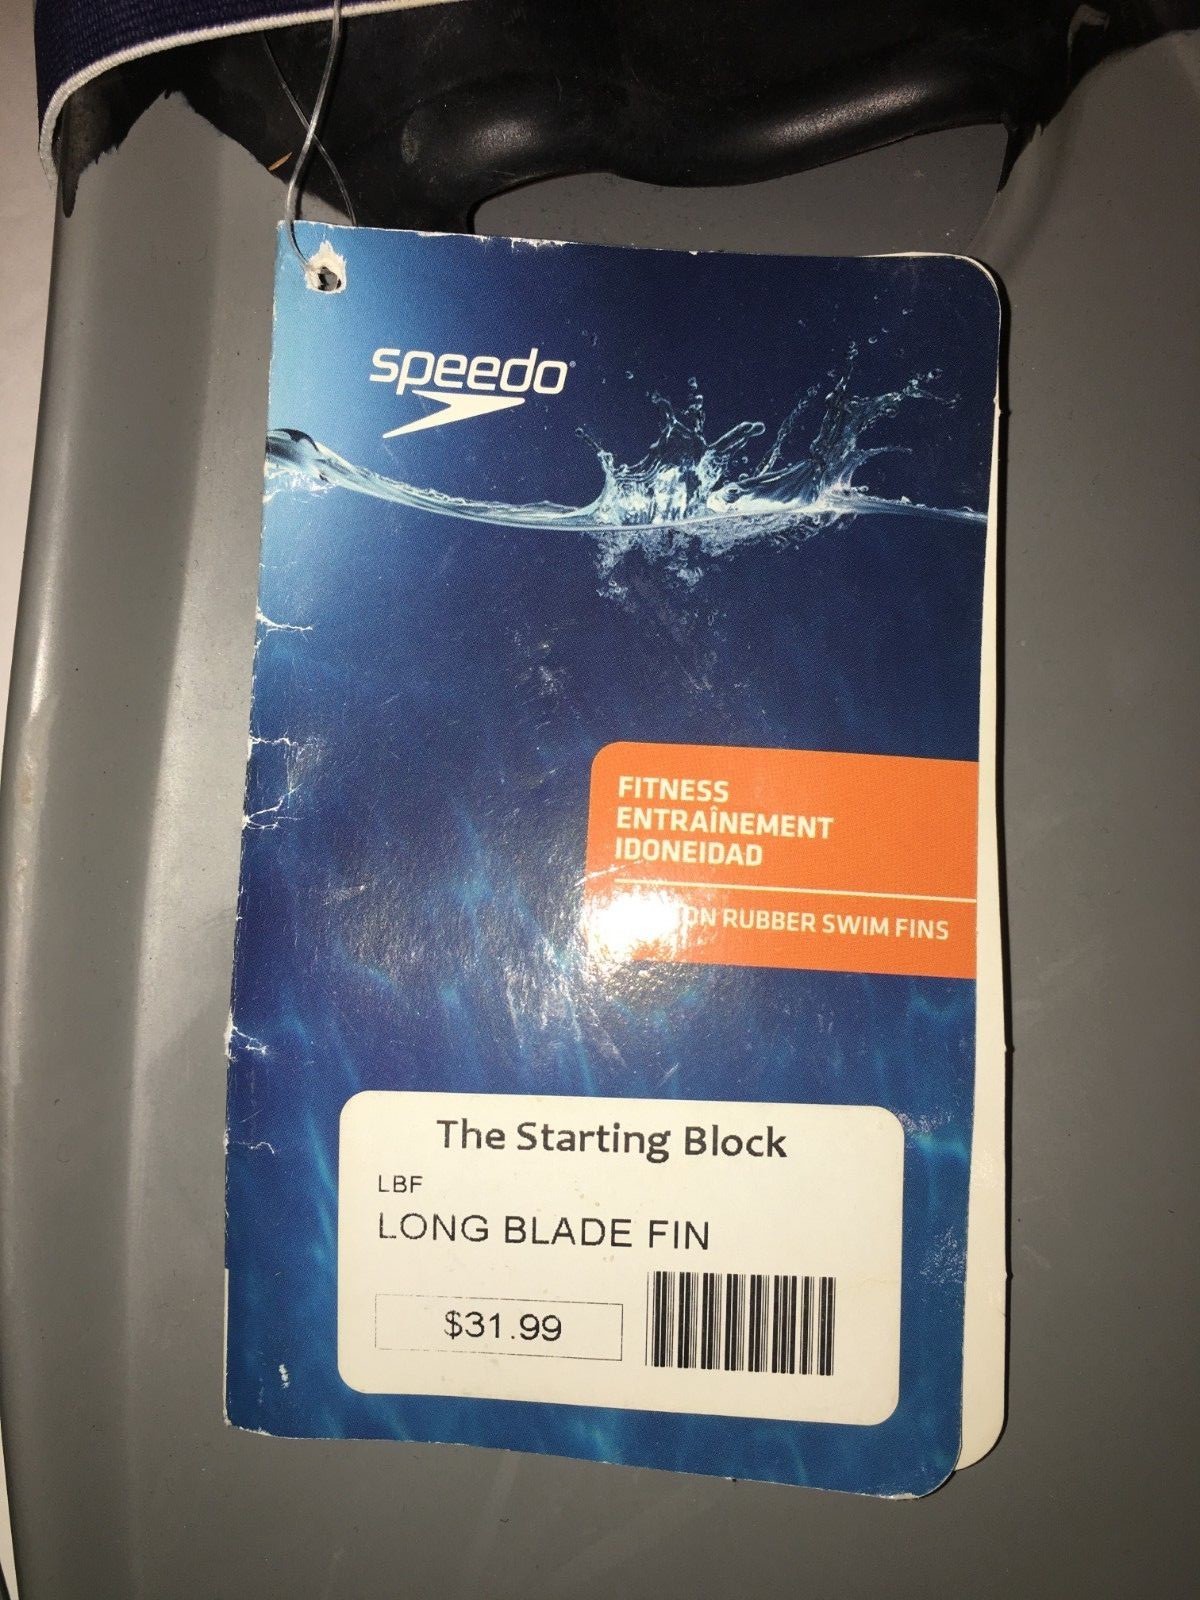 speedo
FITNESS
ENTRAÎNEMENT
IDONEIDAD
RUBBER SWIM FINS
The Starting Block
LBF
LONG BLADE FIN
$31.99